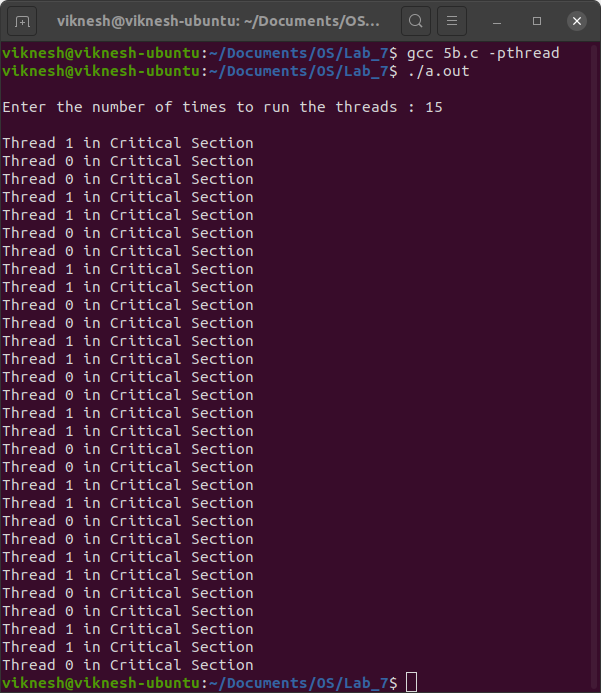 viknesh@viknesh-ubuntu: ~/Documents/OS...
viknesh@viknesh-ubuntu:~/Documents/OS/Lab_7$ gcc 5b.c -pthread
viknesh@viknesh-ubuntu:~/Documents/OS/Lab_7$ ./a.out
Enter the number of times to run the threads : 15
Thread 1 in Critical Section
Thread 0 in Critical Section
Thread 0 in Critical Section
Thread 1 in Critical Section
Thread 1 in Critical Section
Thread 0 in Critical Section
Thread 0 in Critical Section
Thread 1 in Critical Section
Thread 1 in Critical Section
Thread 0 in Critical Section
Thread 0 in Critical Section
Thread 1 in Critical Section
Thread 1 in Critical Section
Thread 0 in Critical Section
Thread 0 in Critical Section
Thread 1 in Critical Section
Thread 1 in Critical Section
Thread 0 in Critical Section
Thread 0 in Critical Section
Thread 1 in Critical Section
Thread 1 in Critical Section
Thread 0 in Critical Section
Thread 0 in Critical Section
Thread 1 in Critical Section
Thread 1 in Critical Section
Thread 0 in Critical Section
Thread 0 in Critical Section
Thread 1 in Critical Section
Thread 1 in Critical Section
Thread 0 in Critical Section
viknesh@viknesh-ubuntu:~/Documents/OS/Lab_7$